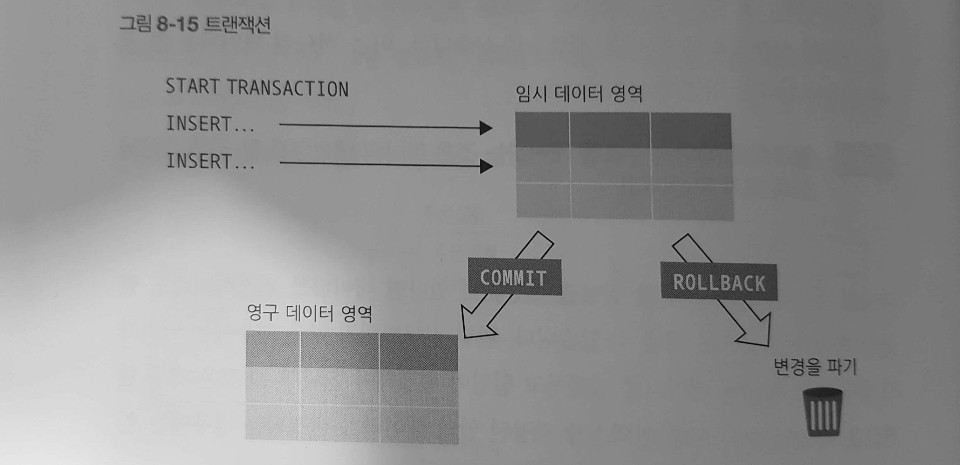 그림 8-15 트랜잭션
START TRANSACTION
INSERT...
INSERT...
임시 데이터 영역
COMMIT
ROLLBACK
영구 데이터 영역
변경을 파기